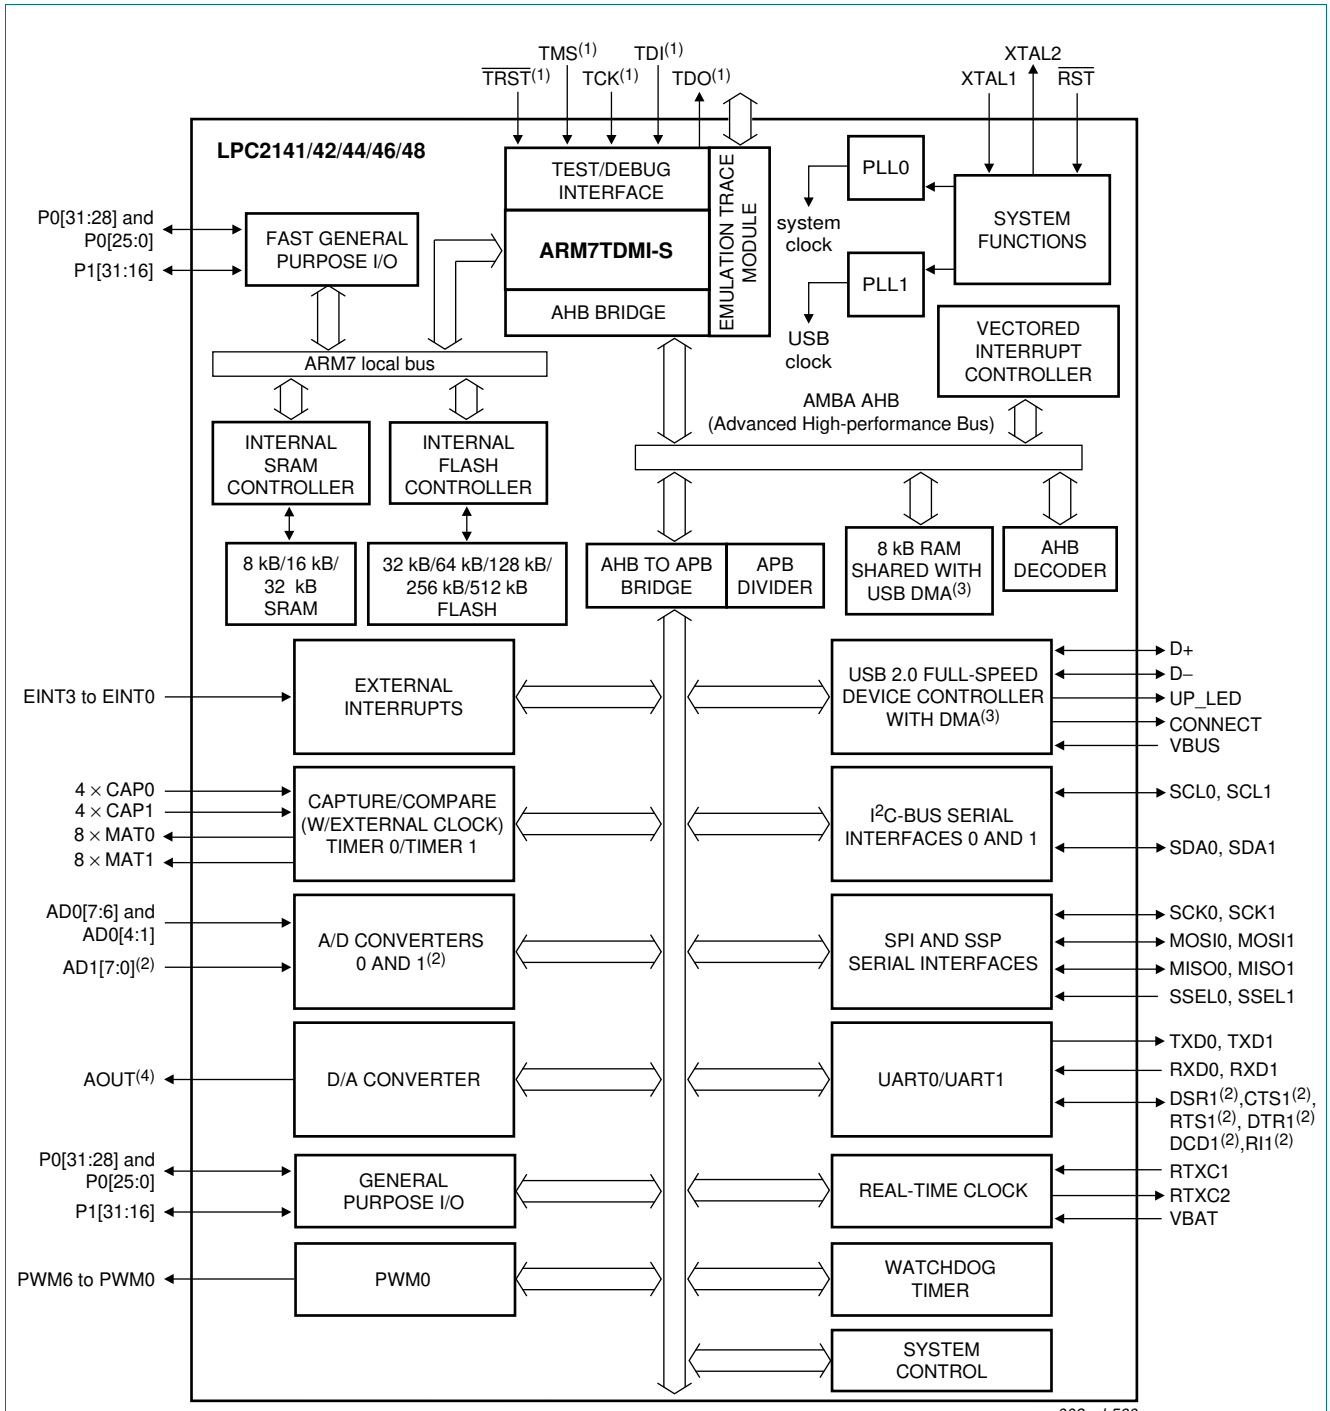 TMS(1)
TDI(1)
TRST(1)
TCK(1)
TDO(1)
XTAL2
XTAL1
RST
LPC2141/42/44/46/48
TEST/DEBUG
INTERFACE
ARM7TDMI-S
AHB BRIDGE
EMULATION TRACE
MODULE
PLL0
system
clock
PLL1
USB
clock
SYSTEM
FUNCTIONS
P0[31:28] and
P0[25:0]
P1[31:16]
FAST GENERAL
PURPOSE I/O
VECTORED
INTERRUPT
CONTROLLER
ARM7 local bus
AMBA AHB
(Advanced High-performance Bus)
INTERNAL
SRAM
CONTROLLER
INTERNAL
FLASH
CONTROLLER
8 kB/16 kB/
32 kB
SRAM
32 kB/64 kB/128 kB/
256 kB/512 kB
FLASH
AHB TO APB
BRIDGE
APB
DIVIDER
8 kB RAM
SHARED WITH
USB DMA(3)
AHB
DECODER
EINT3 to EINT0
EXTERNAL
INTERRUPTS
USB 2.0 FULL-SPEED
DEVICE CONTROLLER
WITH DMA(3)
D+
D−
UP_LED
CONNECT
VBUS
4 × CAP0
4 × CAP1
8 × MAT0
8 × MAT1
CAPTURE/COMPARE
(W/EXTERNAL CLOCK)
TIMER 0/TIMER 1
I2C-BUS SERIAL
INTERFACES 0 AND 1
SCL0, SCL1
SDA0, SDA1
AD0[7:6] and
AD0[4:1]
AD1[7:0](2)
A/D CONVERTERS
0 AND 1(2)
SPI AND SSP
SERIAL INTERFACES
SCK0, SCK1
MOSI0, MOSI1
MISO0, MISO1
SSEL0, SSEL1
AOUT(4)
D/A CONVERTER
UART0/UART1
TXD0, TXD1
RXD0, RXD1
DSR1(2),CTS1(2),
RTS1(2), DTR1(2)
DCD1(2),RI1(2)
P0[31:28] and
P0[25:0]
P1[31:16]
GENERAL
PURPOSE I/O
REAL-TIME CLOCK
RTXC1
RTXC2
VBAT
PWM6 to PWM0
PWM0
WATCHDOG
TIMER
SYSTEM
CONTROL